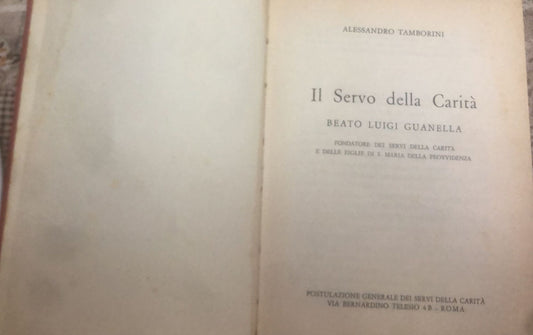 ALESSANDRO TAMBORINI
Il Servo della Carità
BEATO LUIGI GUANELLA
FONDATORE DEI SERVI DELLA CARITÀ
E DELLE FIGLIE DI S. MARIA DELLA PROVVIDENZA
POSTULAZIONE GENERALE DEI SERVI DELLA CARITÀ
VIA BERNARDINO TELESIO 4B - ROMA